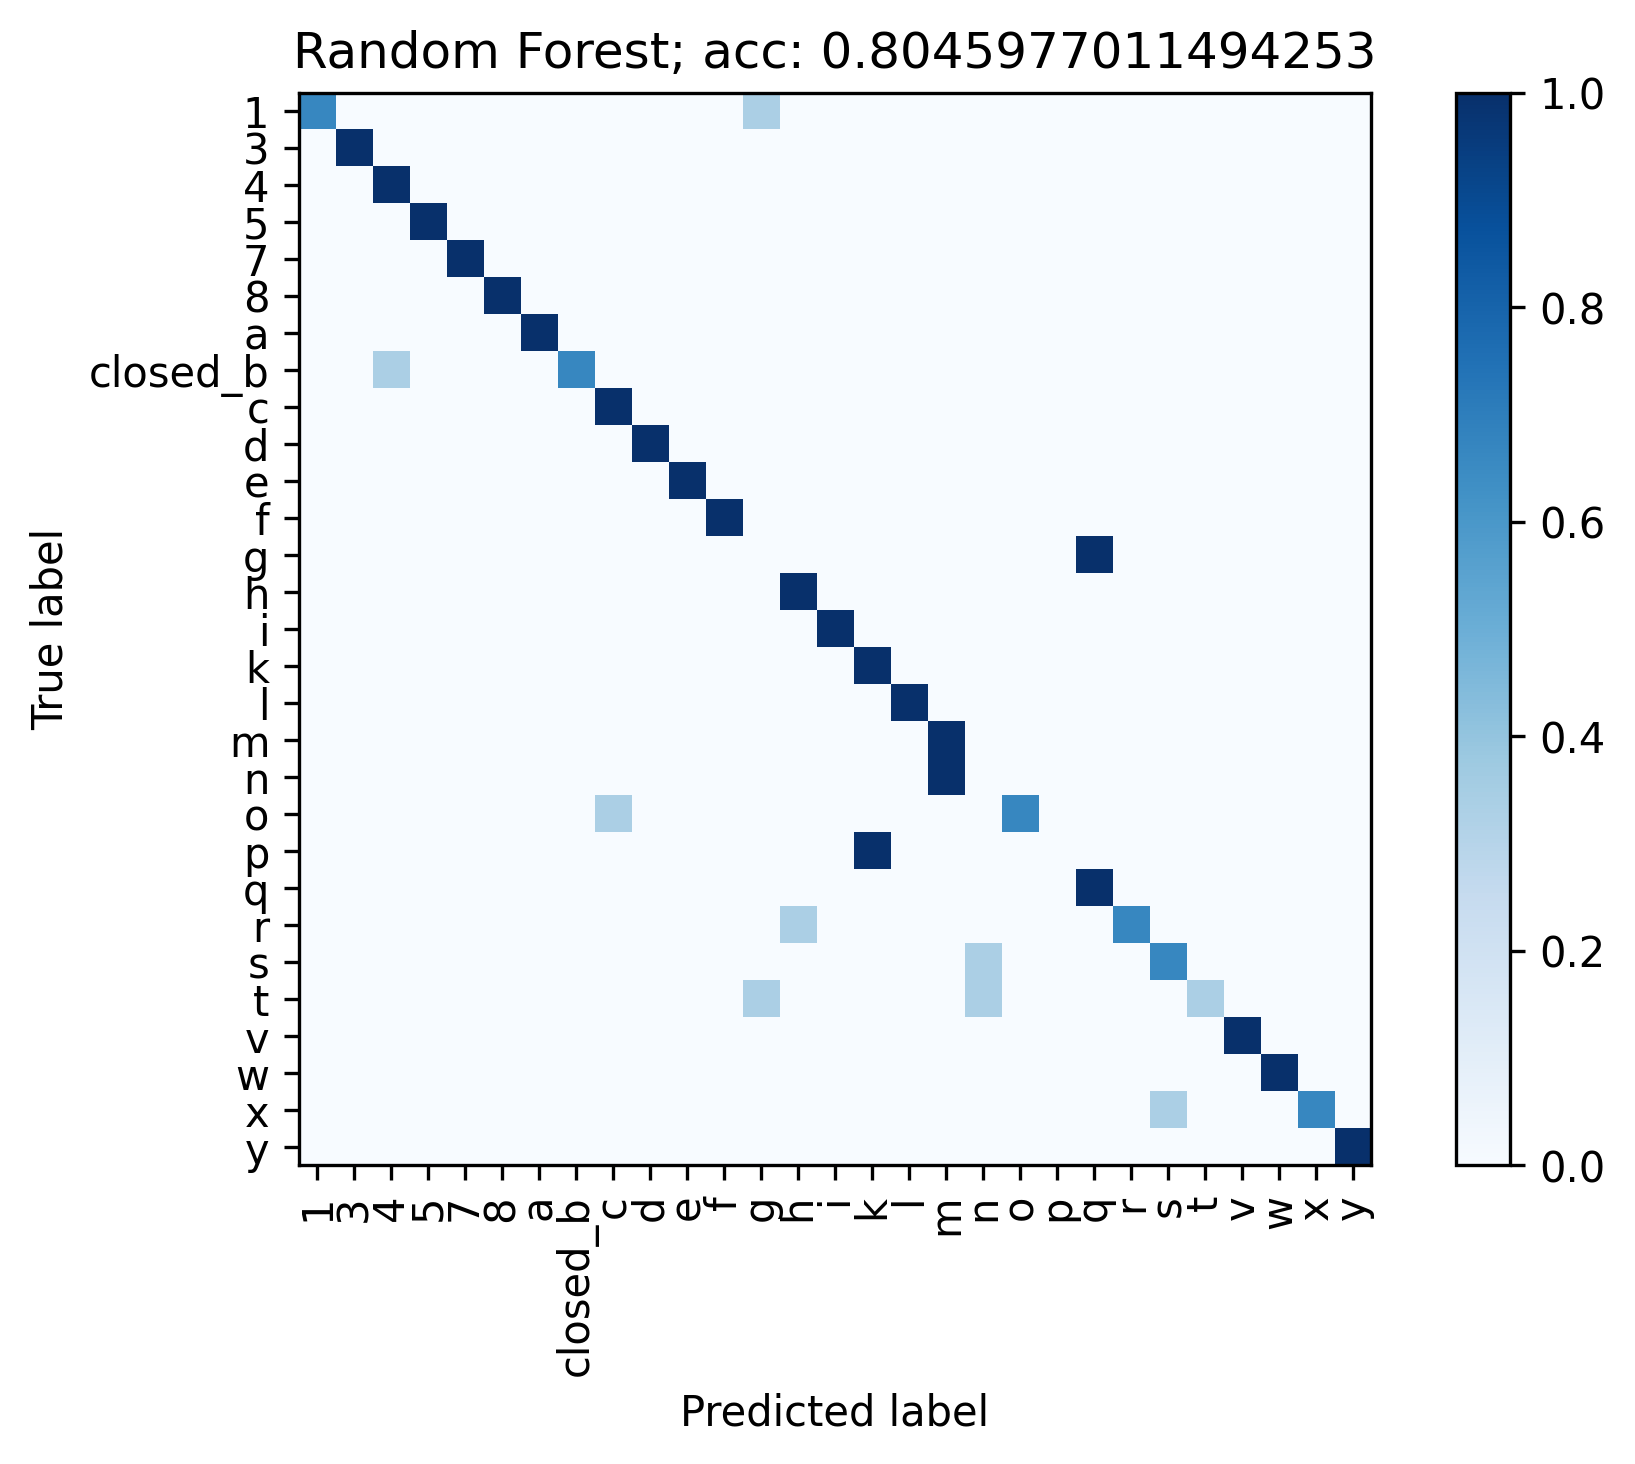 Random Forest; acc: 0.8045977011494253
1
3
4
5
7
8
a
closed_b
c
d
e
f
g
h
i
k
l
m
n
o
p
q
r
s
t
v
w
x
y
True label
1
3
4
5
7
8
a
closed_b
c
d
e
f
g
h
i
k
l
m
n
o
p
q
r
s
t
v
w
x
y
Predicted label
1.0
0.8
0.6
0.4
0.2
0.0